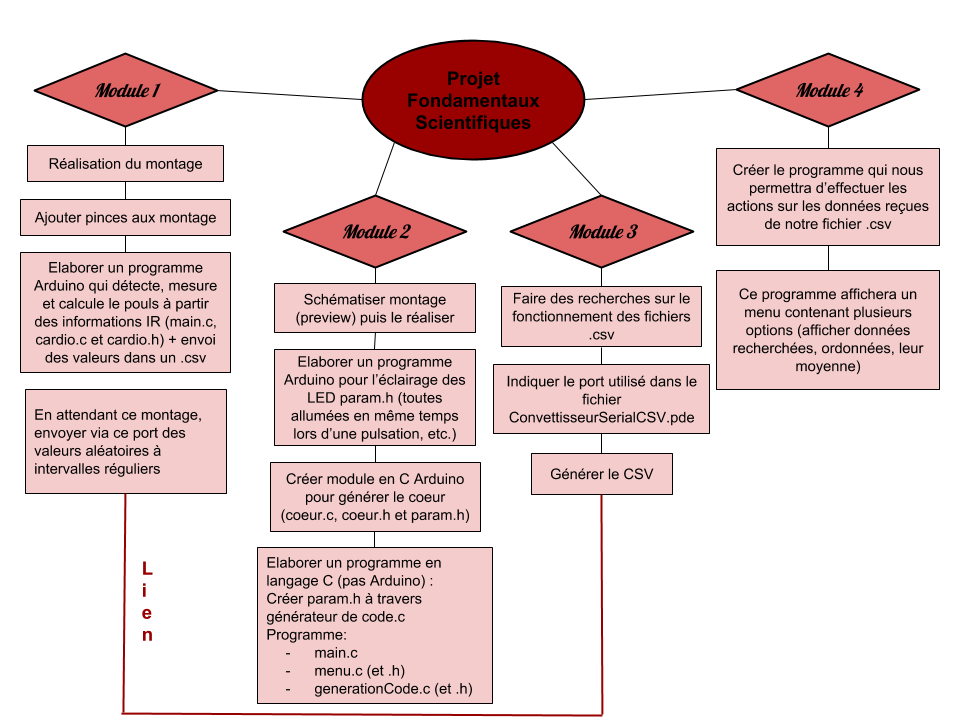 Projet
Fondamentaux
Scientifiques
Module 1
Réalisation du montage
Ajouter pinces aux montage
Elaborer un programme
Arduino qui détecte, mesure
et calcule le pouls à partir
des informations IR (main.c,
cardio.c et cardio.h) + envoi
des valeurs dans un .csv
En attendant ce montage,
envoyer via ce port des
valeurs aléatoires à
intervalles réguliers
L
i
e
n
Module 2
Schématiser montage
(preview) puis le réaliser
Elaborer un programme
Arduino pour l’éclairage des
LED param.h (toutes
allumées en même temps
lors d’une pulsation, etc.)
Créer module en C Arduino
pour générer le coeur
(coeur.c, coeur.h et param.h)
Elaborer un programme en
langage C (pas Arduino) :
Créer param.h à travers
générateur de code.c
Programme:
- main.c
- menu.c (et .h)
- generationCode.c (et .h)
Module 3
Faire des recherches sur le
fonctionnement des fichiers
.csv
Indiquer le port utilisé dans le
fichier
ConvettisseurSerialCSV.pde
Générer le CSV
Module 4
Créer le programme qui nous
permettra d’effectuer les
actions sur les données reçues
de notre fichier .csv
Ce programme affichera un
menu contenant plusieurs
options (afficher données
recherchées, ordonnées, leur
moyenne)